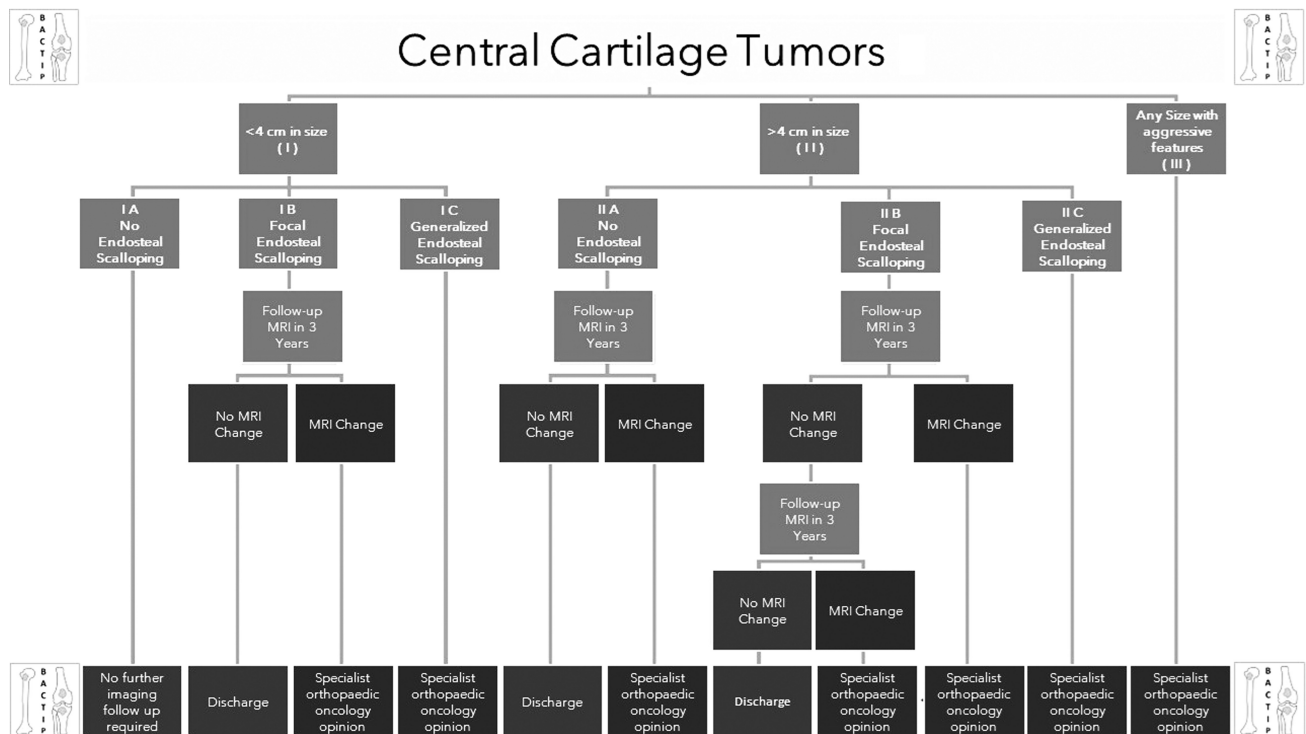 B
A
C
T
I
P
Central Cartilage Tumors
B
A
C
T
I
P
<4 cm in size
( I )
>4 cm in size
( I I )
Any Size with
aggressive
features
( III )
I A
No
Endosteal
Scalloping
I B
Focal
Endosteal
Scalloping
I C
Generalized
Endosteal
Scalloping
II A
No
Endosteal
Scalloping
II B
Focal
Endosteal
Scalloping
II C
Generalized
Endosteal
Scalloping
Follow-up
MRI in 3
Years
Follow-up
MRI in 3
Years
Follow-up
MRI in 3
Years
No MRI
Change
MRI Change
No MRI
Change
MRI Change
No MRI
Change
MRI Change
Follow-up
MRI in 3
Years
No MRI
Change
MRI Change
B
A
C
T
I
P
No further
imaging
follow up
required
Discharge
Specialist
orthopaedic
oncology
opinion
Specialist
orthopaedic
oncology
opinion
Discharge
Specialist
orthopaedic
oncology
opinion
Discharge
Specialist
orthopaedic
oncology
opinion
Specialist
orthopaedic
oncology
opinion
Specialist
orthopaedic
oncology
opinion
Specialist
orthopaedic
oncology
opinion
B
A
C
T
I
P